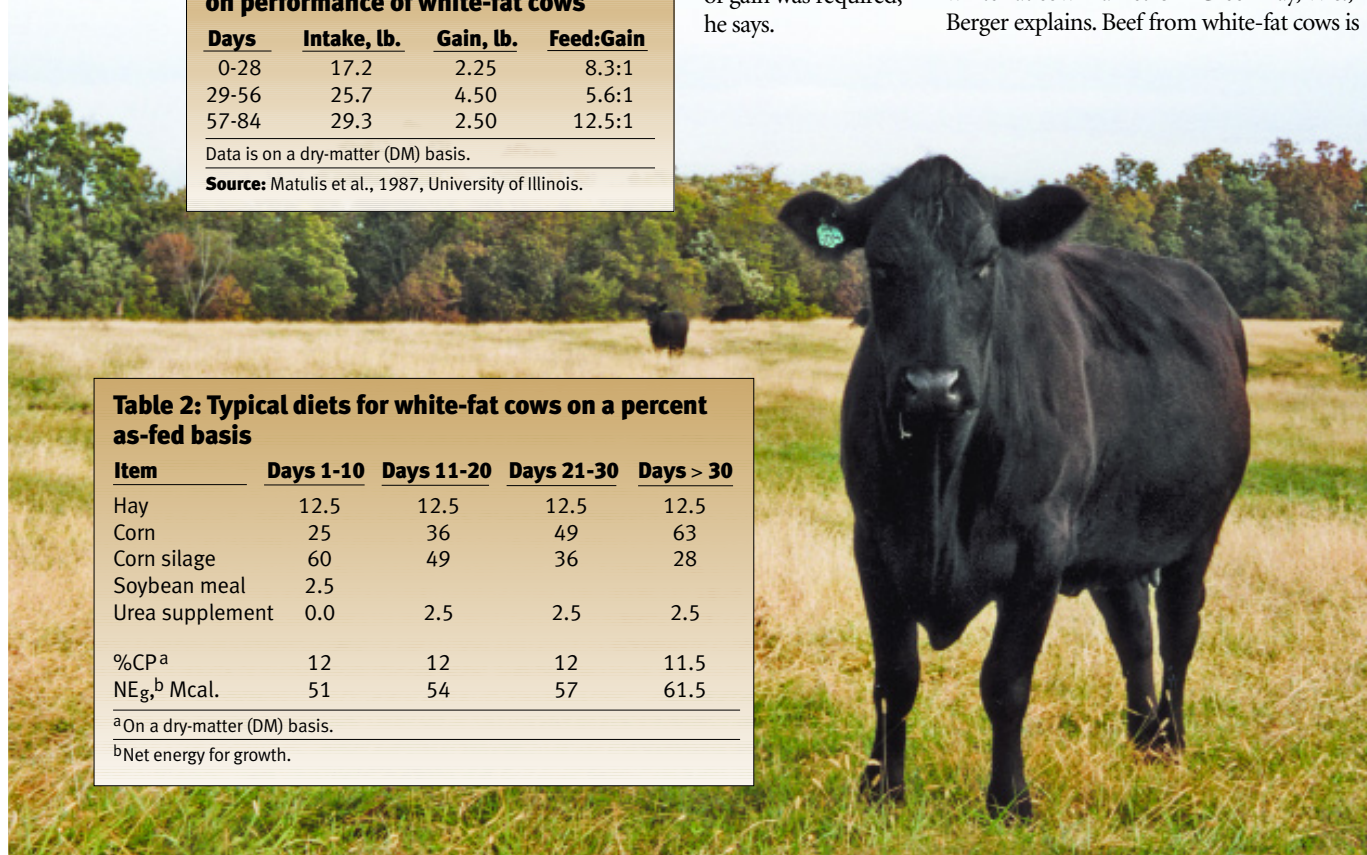 on performance of white-fat cows
Days Intake, lb. Gain, lb. Feed:Gain
0-28 17.2 2.25 8.3:1
29-56 25.7 4.50 5.6:1
57-84 29.3 2.50 12.5:1
Data is on a dry-matter (DM) basis.
Source: Matulis et al., 1987, University of Illinois.
of gain was required,
he says.
Berger explains. Beef from white-fat cows is
Table 2: Typical diets for white-fat cows on a percent
as-fed basis
Item Days 1-10 Days 11-20 Days 21-30 Days > 30
Hay 12.5 12.5 12.5 12.5
Corn 25 36 49 63
Corn silage 60 49 36 28
Soybean meal 2.5
Urea supplement 0.0 2.5 2.5 2.5
%CPa 12 12 12 11.5
NEg,b Mcal. 51 54 57 61.5
aOn a dry-matter (DM) basis.
bNet energy for growth.